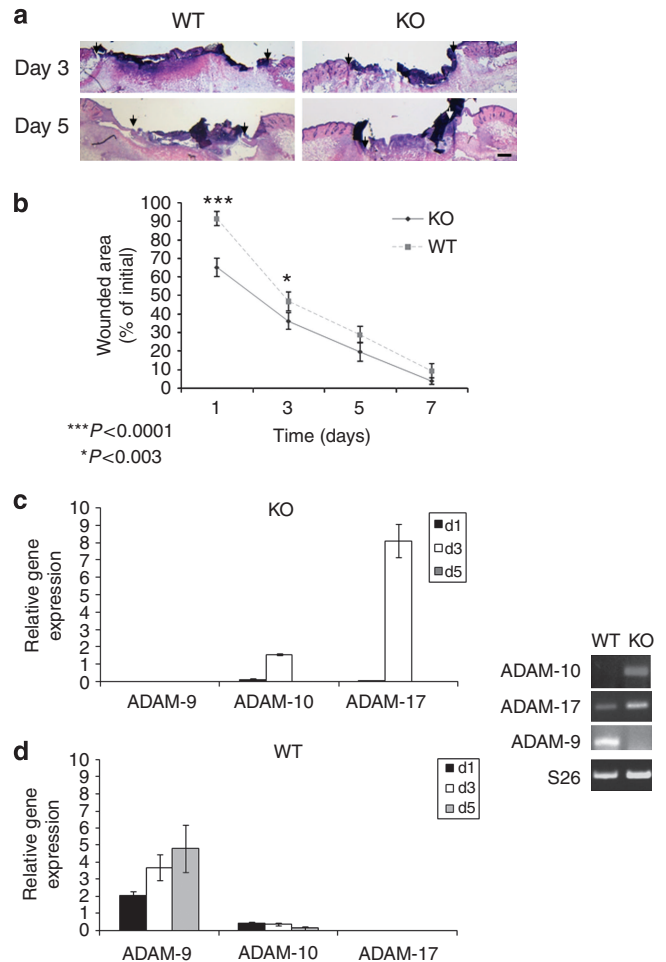 a
WT KO
Day 3
Day 5
b
100
90
80
70
60
50
40
30
20
10
0
Wounded area
(% of initial)
***
*
KO
WT
1 3 5 7
Time (days)
***P<0.0001
*P<0.003
c
KO
10
9
8
7
6
5
4
3
2
1
0
Relative gene
expression
d1
d3
d5
ADAM-9 ADAM-10 ADAM-17
WT KO
ADAM-10
ADAM-17
ADAM-9
S26
d
WT
10
9
8
7
6
5
4
3
2
1
0
Relative gene
expression
d1
d3
d5
ADAM-9 ADAM-10 ADAM-17